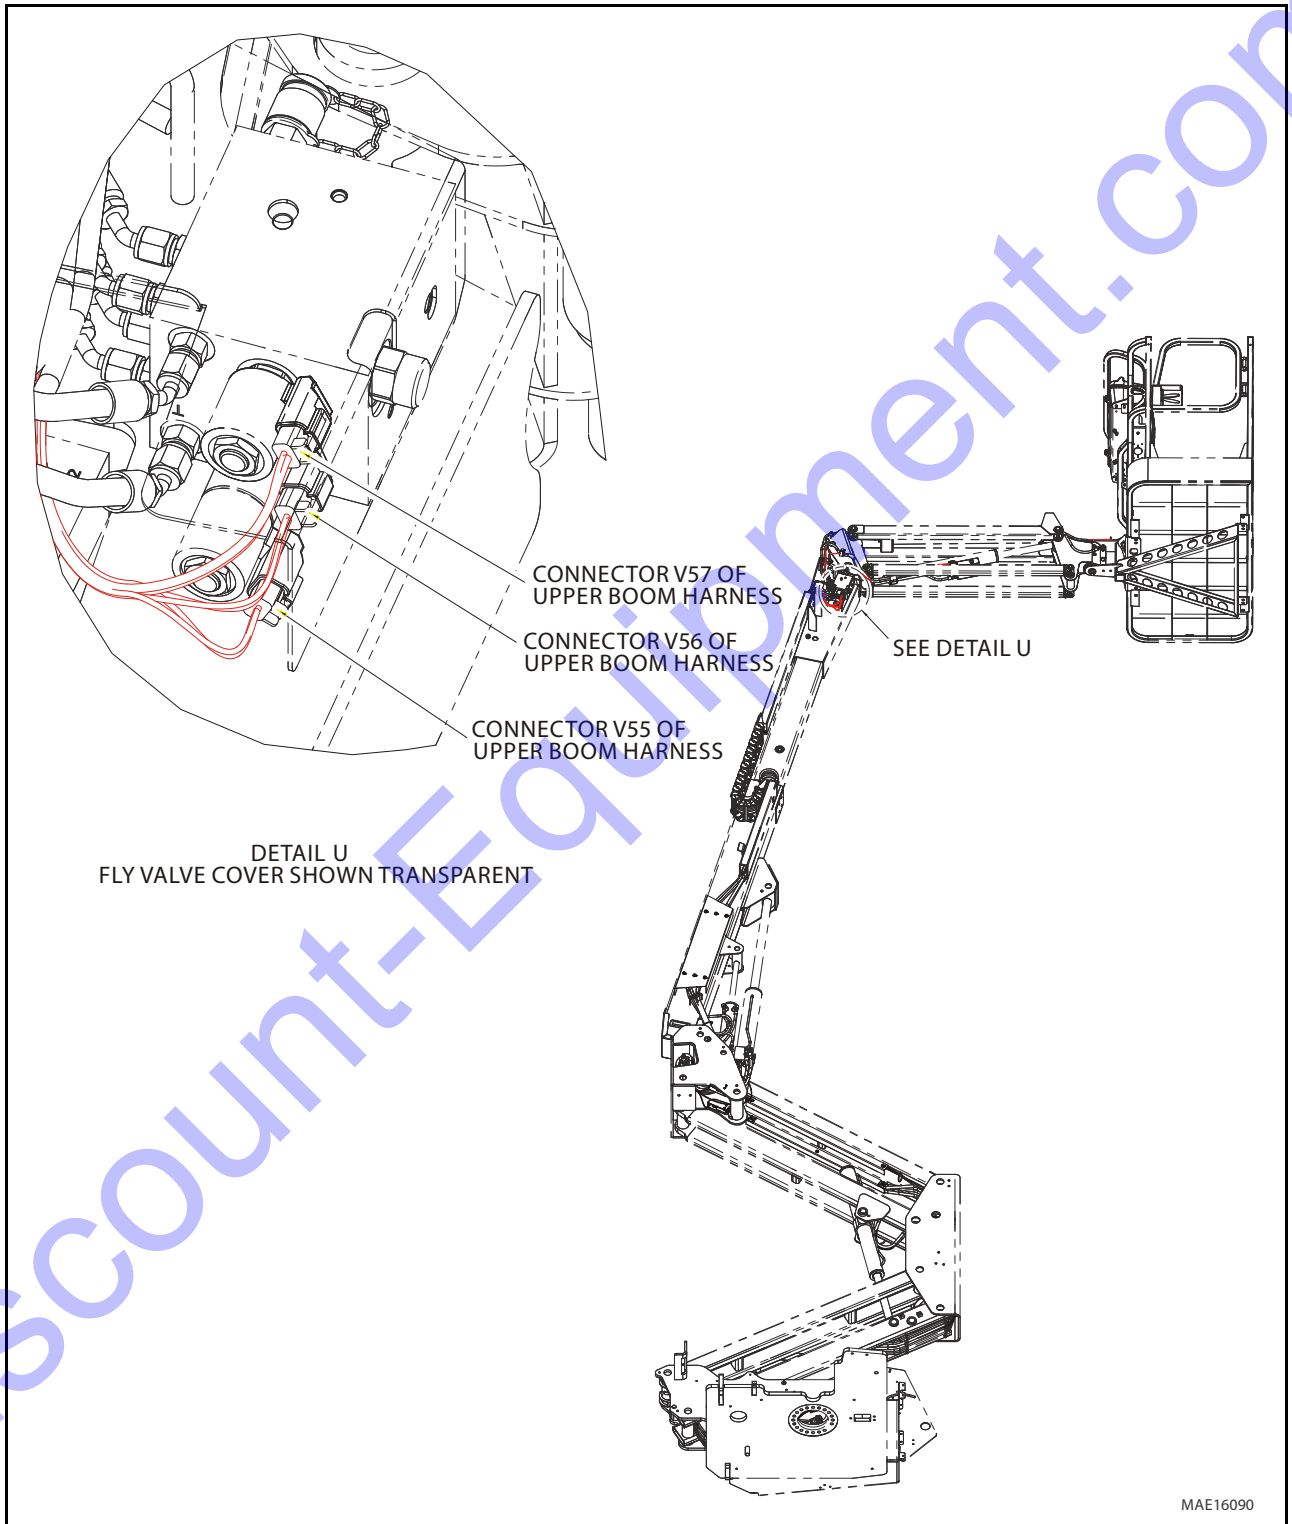 CONNECTOR V57 OF
UPPER BOOM HARNESS
CONNECTOR V56 OF
UPPER BOOM HARNESS
SEE DETAIL U
CONNECTOR V55 OF
UPPER BOOM HARNESS
DETAIL U
FLY VALVE COVER SHOWN TRANSPARENT
T
2
scount-Equipment.com
MAE16090